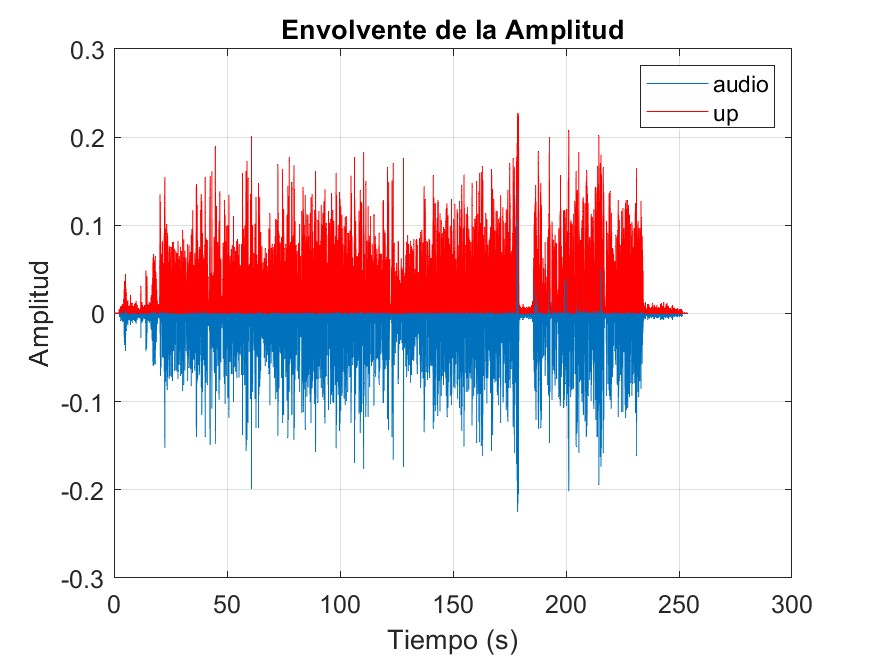 Envolvente de la Amplitud
0.3
0.2
0.1
0
-0.1
-0.2
-0.3
Amplitud
audio
up
0 50 100 150 200 250 300
Tiempo (s)